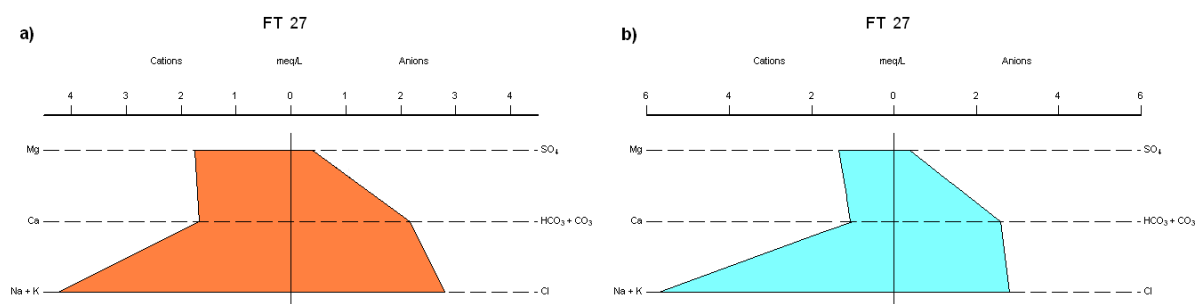 a)
FT 27
Cations meq/L Anions
4 3 2 1 0 1 2 3 4
Mg SO₄
Ca HCO₃ + CO₃
Na + K Cl
b)
FT 27
Cations meq/L Anions
6 4 2 0 2 4 6
Mg SO₄
Ca HCO₃ + CO₃
Na + K Cl